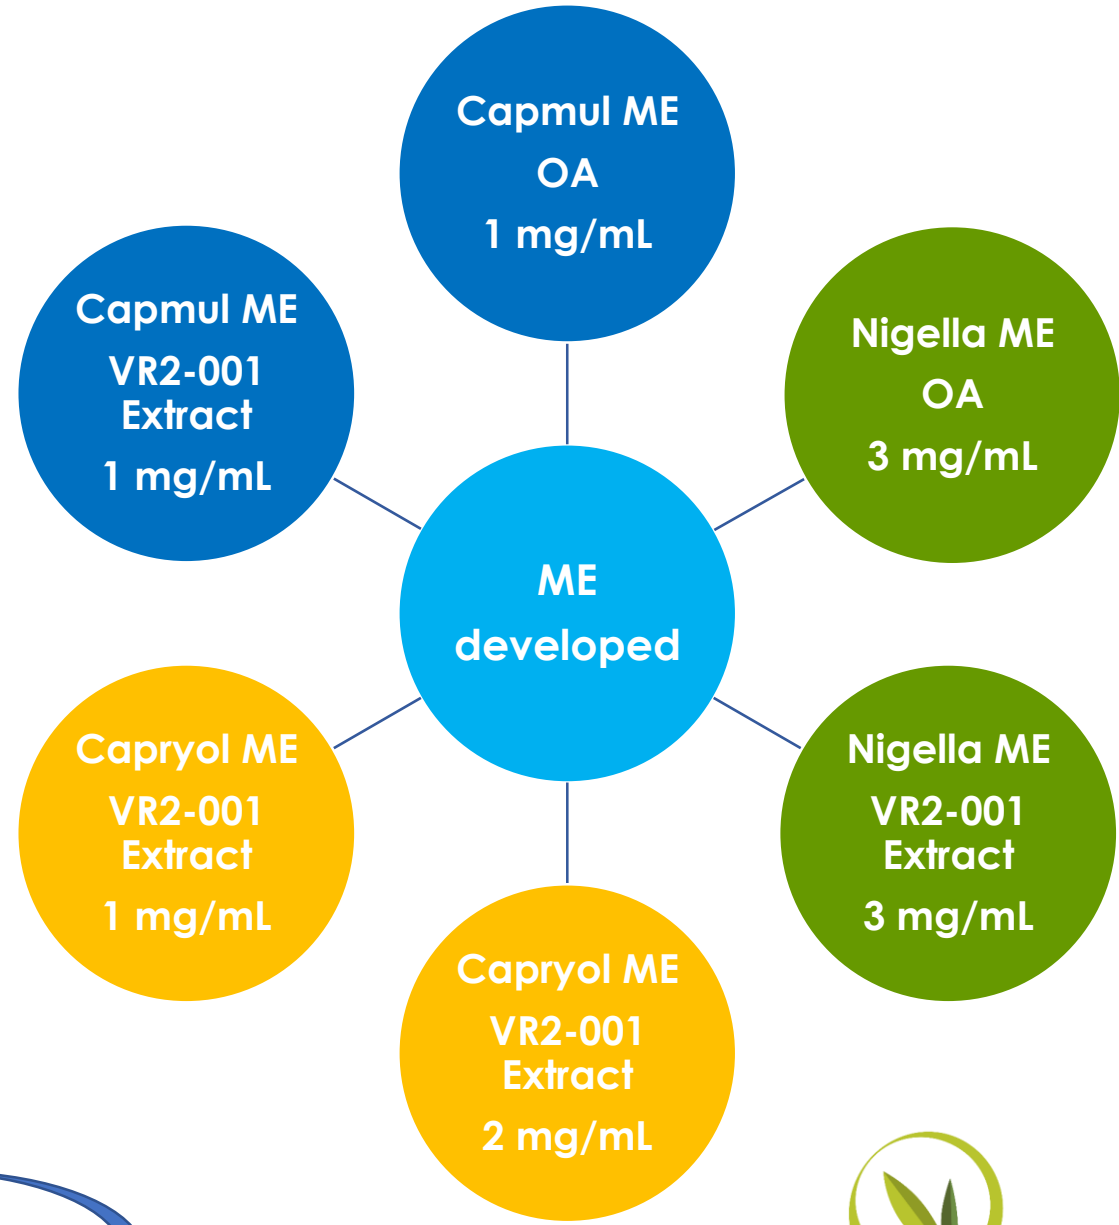 Capmul ME
OA
1 mg/mL
Nigella ME
OA
3 mg/mL
Nigella ME
VR2-001
Extract
3 mg/mL
Capryol ME
VR2-001
Extract
2 mg/mL
Capryol ME
VR2-001
Extract
1 mg/mL
Capmul ME
VR2-001
Extract
1 mg/mL
ME
developed